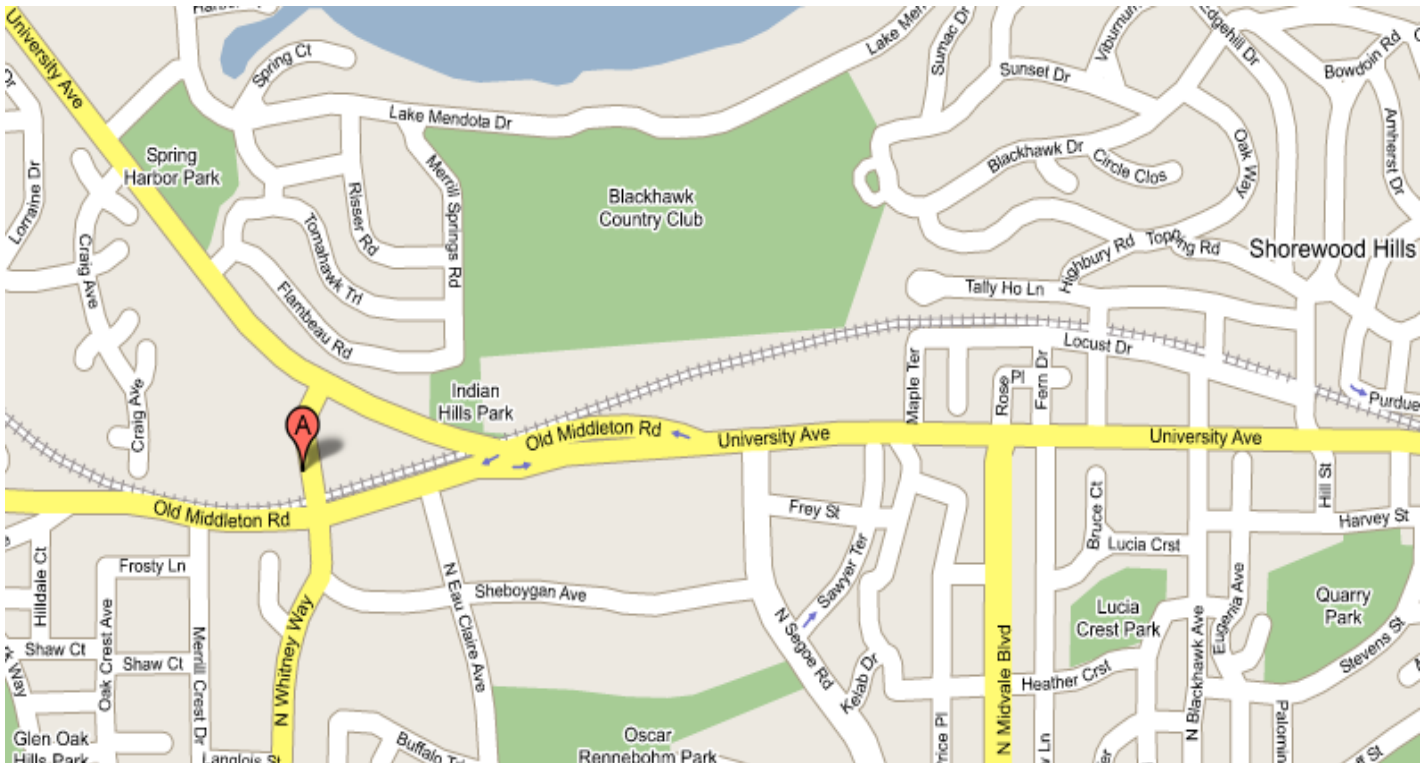 University Ave
Spring Ct
Lake Mendota Dr
Sumac Dr
Sunset Dr
Edgehill Dr
Bowdoin Rd
Amherst Dr
Oak Way
Blackhawk Dr
Circle Clos
Spring
Harbor Park
Lorraine Dr
Craig Ave
Risser Rd
Merrill Springs Rd
Tomahawk Trl
Flambeau Rd
Blackhawk
Country Club
Highbury Rd
Topping Rd
Shorewood Hills
Tally Ho Ln
Locust Dr
Maple Ter
Rose Pl
Fern Dr
Purdue
Craig Ave
Indian
Hills Park
A
Old Middleton Rd
University Ave
University Ave
Hill St
Old Middleton Rd
Frey St
Bruce Ct
Harvey St
Lucia Crst
Sawyer Ter
Hilldale Ct
Frosty Ln
Sheboygan Ave
N Eau Claire Ave
N Whitney Way
N Segoe Rd
Kelab Dr
N Midvale Blvd
Lucia
Crest Park
Eugenia Ave
Quarry
Park
Stevens St
Shaw Ct
Shaw Ct
Oak Crest Ave
Merrill Crest Dr
Heather Crst
N Blackhawk Ave
Glen Oak
Hills Park
Langlois St
Buffalo
Oscar
Rennebohm Park